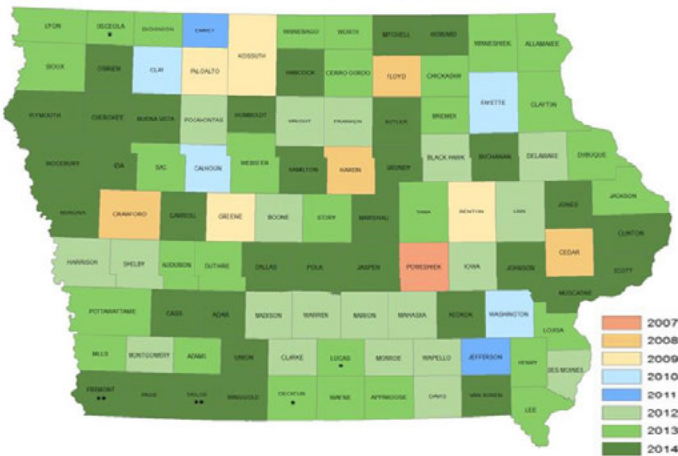 LYON OSCEOLA DICKINSON EMMET WINNEBAGO WORTH MITCHELL HOWARD WINNESHIEK ALLAMAKEE
KOSSUTH
SIOUX O'BRIEN CLAY PALOALTO HANCOCK CERRO GORDO FLOYD CHICKASAW
PLYMOUTH CHEROKEE BUENA VISTA POCAHONTAS HUMBOLDT WRIGHT FRANKLIN BUTLER BREMER FAYETTE CLAYTON
WOODBURY IDA SAC CALHOUN WEBSTER HAMILTON HARDIN GRUNDY BLACK HAWK BUCHANAN DELAWARE DUBUQUE
MONONA CRAWFORD CARROLL GREENE BOONE STORY MARSHALL TAMA BENTON LINN JONES JACKSON
CLINTON
HARRISON SHELBY AUDUBON GUTHRIE DALLAS POLK JASPER POWESHIEK IOWA JOHNSON CEDAR SCOTT
MUSCATINE
POTTAWATTAMIE CASS ADAIR MADISON WARREN MARION MAHASKA KEOKUK WASHINGTON
LOUISA
MILLS MONTGOMERY ADAMS UNION CLARKE LUCAS MONROE WAPELLO JEFFERSON HENRY DES MOINES
FREMONT PAGE TAYLOR RINGGOLD DECATUR WAYNE APPANOOSE DAVID VAN BUREN
LEE
2007
2008
2009
2010
2011
2012
2013
2014